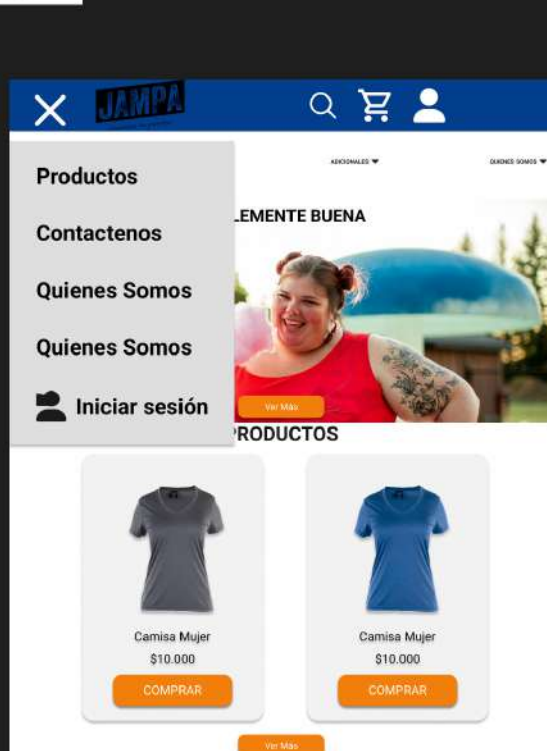 JAMPA
ADICIONALES
QUIENES SOMOS
Productos
Contactenos
Quienes Somos
Quienes Somos
Iniciar sesión
LEMENTE BUENA
Ver Más
RODUCTOS
Camisa Mujer
$10.000
COMPRAR
Camisa Mujer
$10.000
COMPRAR
Ver Más